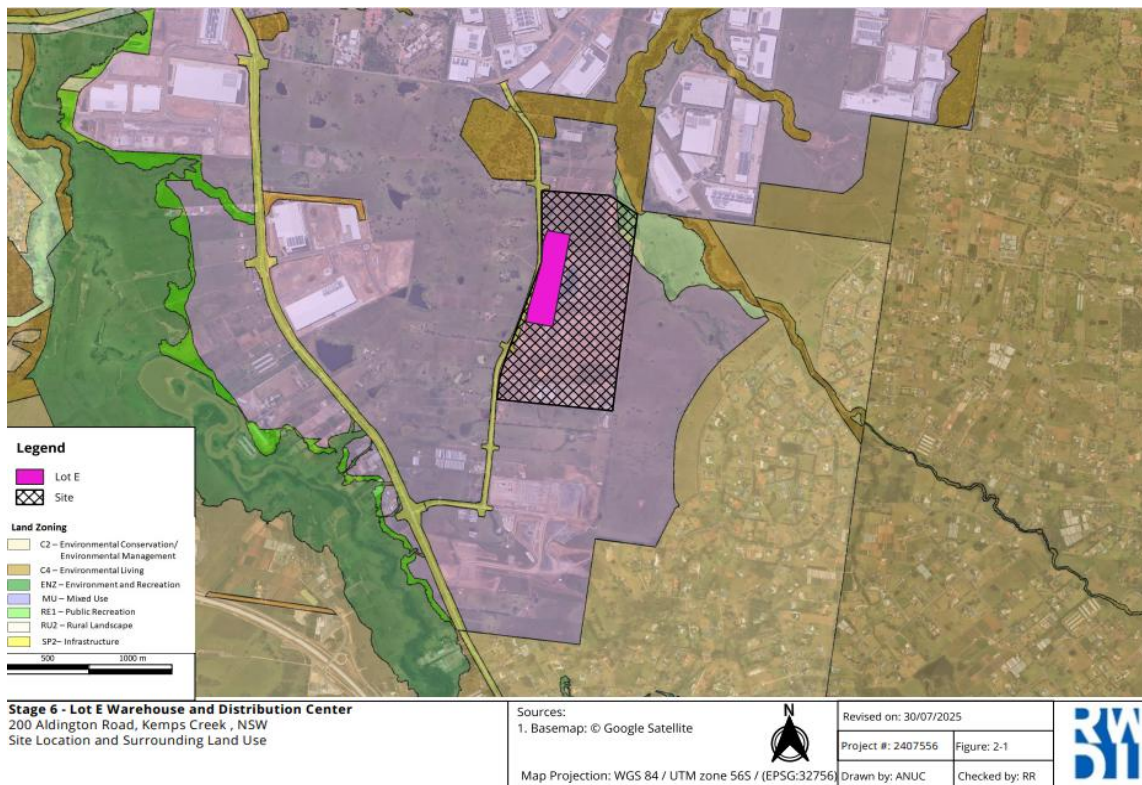 Legend
Lot E
Site
Land Zoning
C2 – Environmental Conservation/
Environmental Management
C4 – Environmental Living
ENZ – Environment and Recreation
MU – Mixed Use
RE1 – Public Recreation
RU2 – Rural Landscape
SP2– Infrastructure
500 1000 m
Stage 6 - Lot E Warehouse and Distribution Center
200 Aldington Road, Kemps Creek , NSW
Site Location and Surrounding Land Use
Sources:
1. Basemap: © Google Satellite
N
Map Projection: WGS 84 / UTM zone 56S / (EPSG:32756)
Revised on: 30/07/2025
Project #: 2407556
Figure: 2-1
Drawn by: ANUC
Checked by: RR
RW
DI